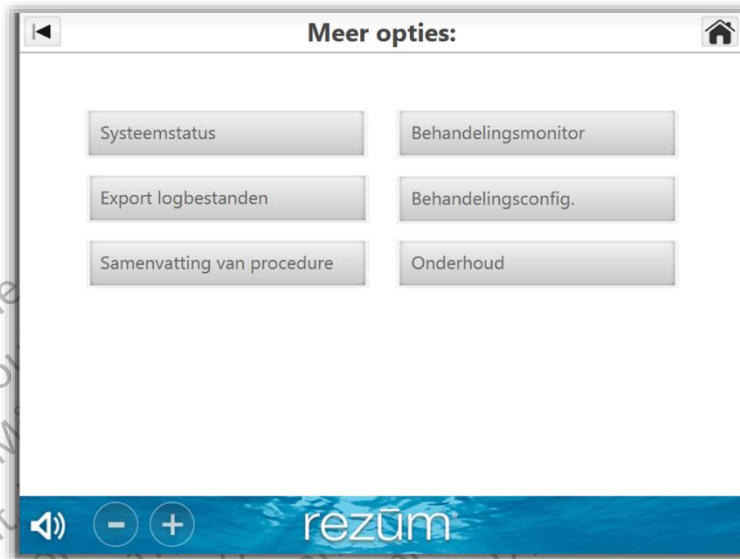 Meer opties:
Systeemstatus
Behandelingsmonitor
Export logbestanden
Behandelingsconfig.
Samenvatting van procedure
Onderhoud
rezūm